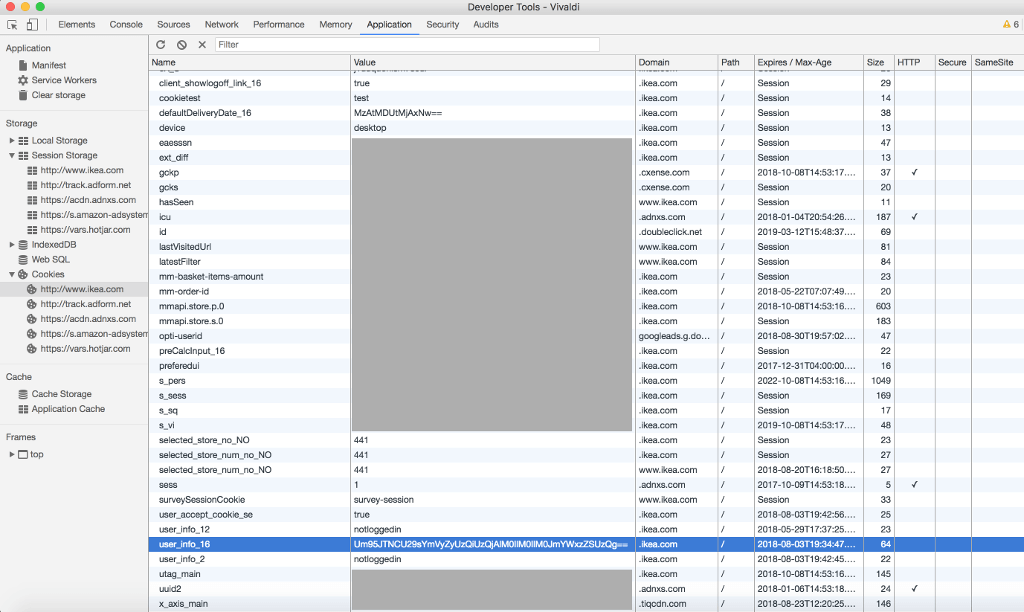 Developer Tools - Vivaldi
Elements Console Sources Network Performance Memory Application Security Audits 6
Application
Manifest
Service Workers
Clear storage
Storage
Local Storage
Session Storage
http://www.ikea.com
http://track.adform.net
https://acdn.adnxs.com
https://s.amazon-adsystem
https://vars.hotjar.com
IndexedDB
Web SQL
Cookies
http://www.ikea.com
http://track.adform.net
https://acdn.adnxs.com
https://s.amazon-adsystem
https://vars.hotjar.com
Cache
Cache Storage
Application Cache
Frames
top
Filter
Name Value Domain Path Expires / Max-Age Size HTTP Secure SameSite
client_showlogoff_link_16 true .ikea.com / Session 29
cookietest test .ikea.com / Session 14
defaultDeliveryDate_16 MzAtMDUtMjAxNw== .ikea.com / Session 38
device desktop .ikea.com / Session 13
eaesssn .ikea.com / Session 47
ext_diff .ikea.com / Session 13
gckp .cxense.com / 2018-10-08T14:53:17.... 37 ✓
gcks .cxense.com / Session 20
hasSeen www.ikea.com / Session 11
icu .adnxs.com / 2018-01-04T20:54:26.... 187 ✓
id .doubleclick.net / 2019-03-12T15:48:37.... 69
lastVisitedUrl www.ikea.com / Session 81
latestFilter www.ikea.com / Session 84
mm-basket-items-amount .ikea.com / Session 23
mm-order-id .ikea.com / 2018-05-22T07:07:49.... 20
mmapi.store.p.0 .ikea.com / 2018-10-08T14:53:16.... 603
mmapi.store.s.0 .ikea.com / Session 183
opti-userid googleads.g.do... / 2018-08-30T19:57:02.... 47
preCalcInput_16 .ikea.com / Session 22
preferedui .ikea.com / 2017-12-31T04:00:00.... 16
s_pers .ikea.com / 2022-10-08T14:53:16.... 1049
s_sess .ikea.com / Session 169
s_sq .ikea.com / Session 17
s_vi .ikea.com / 2019-10-08T14:53:17.... 48
selected_store_no_NO 441 .ikea.com / Session 23
selected_store_num_no_NO 441 .ikea.com / Session 27
selected_store_num_no_NO 441 www.ikea.com / 2018-08-20T16:18:50.... 27
sess 1 .adnxs.com / 2017-10-09T14:53:18.... 5 ✓
surveySessionCookie survey-session www.ikea.com / Session 33
user_accept_cookie_se true .ikea.com / 2018-08-03T19:42:56.... 25
user_info_12 notloggedin .ikea.com / 2018-05-29T17:37:25.... 23
user_info_16 .ikea.com / 2018-08-03T19:34:47.... 64
user_info_2 notloggedin .ikea.com / 2018-08-03T19:42:45.... 22
utag_main .ikea.com / 2018-10-08T14:53:16.... 145
uuid2 .adnxs.com / 2018-01-06T14:53:18.... 24 ✓
x_axis_main .tiqcdn.com / 2018-08-23T12:20:25.... 146